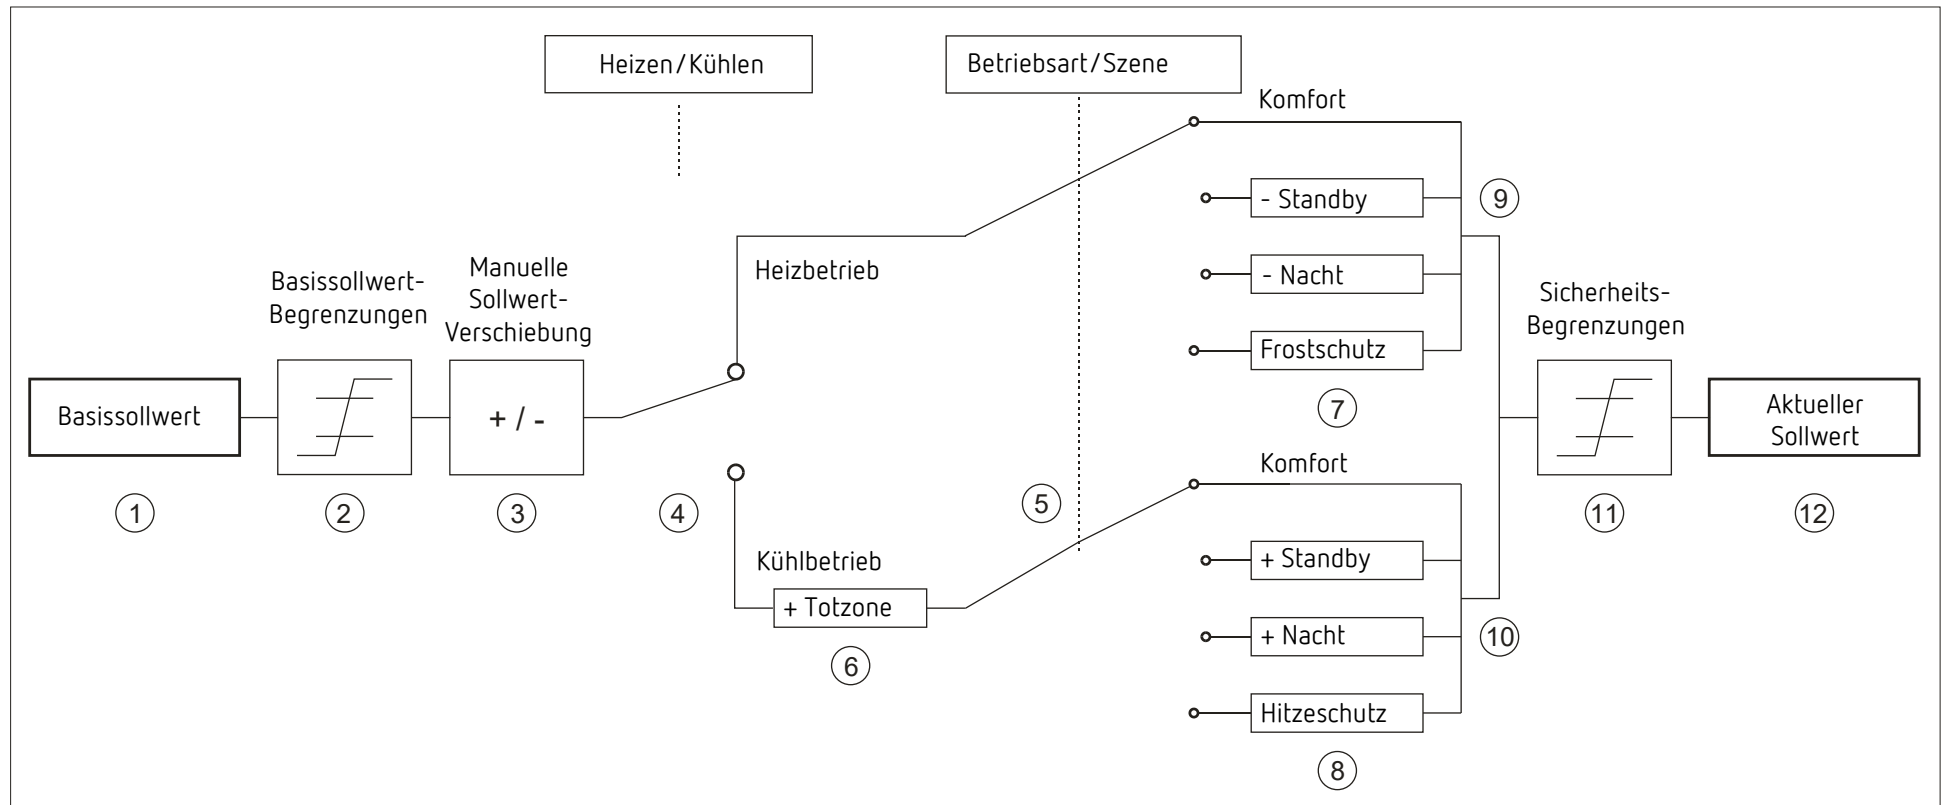 Heizen/Kühlen
Betriebsart/Szene
Komfort
- Standby
9
- Nacht
Frostschutz
7
Heizbetrieb
Basissollwert-
Begrenzungen
Manuelle
Sollwert-
Verschiebung
Sicherheits-
Begrenzungen
Basissollwert
+ / -
Aktueller
Sollwert
1
2
3
4
5
11
12
Komfort
Kühlbetrieb
+ Totzone
6
+ Standby
+ Nacht
10
Hitzeschutz
8